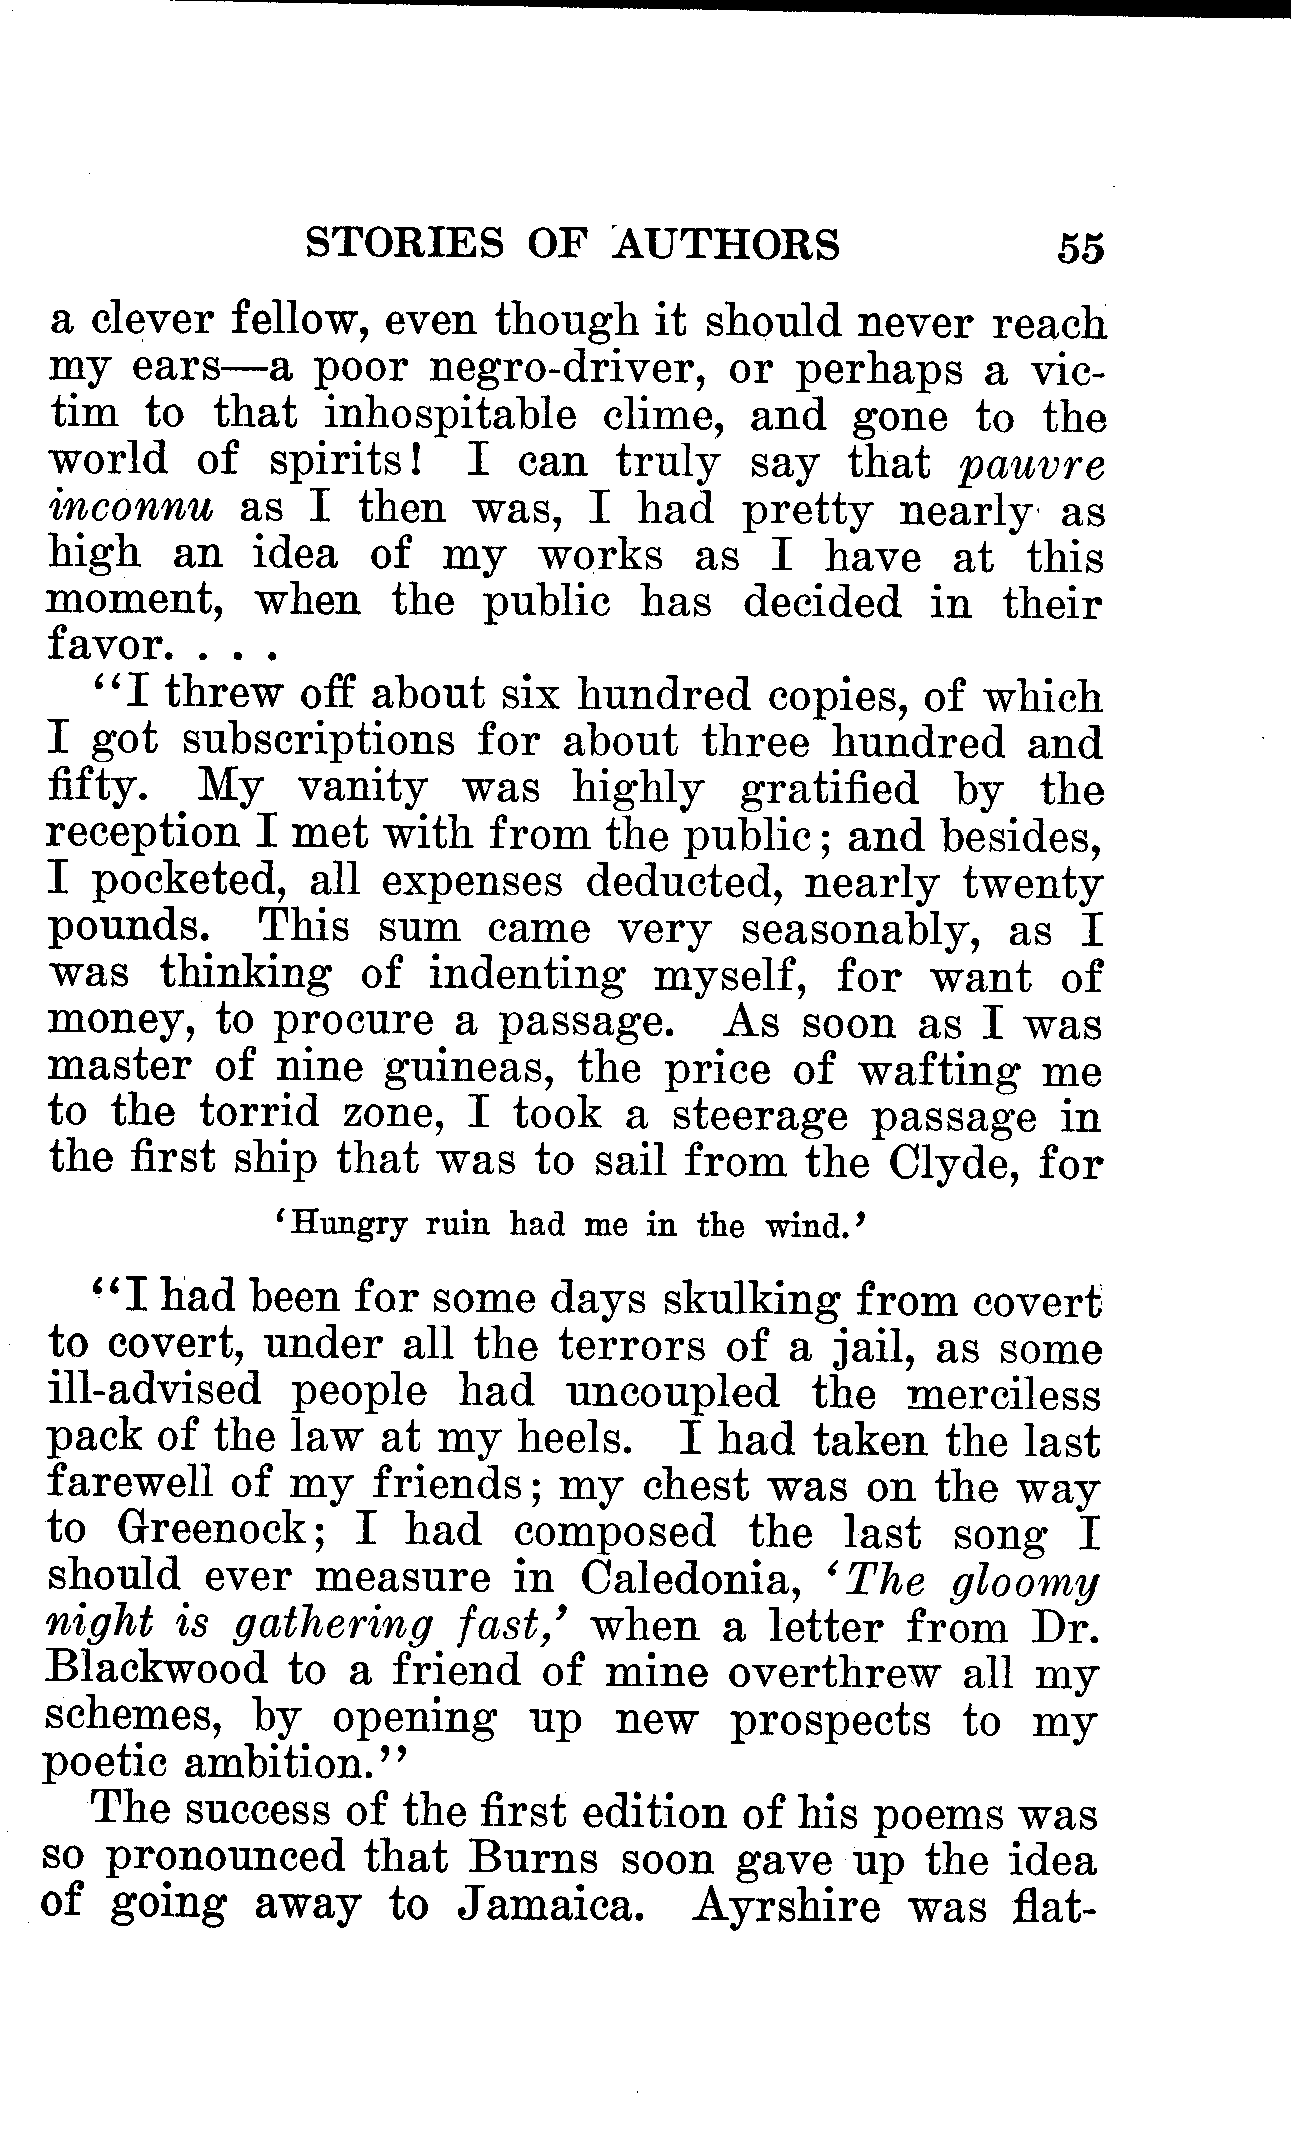 STORIES OF AUTHORS 55
a clever fellow, even though it should never reach
my ears—a poor negro-driver, or perhaps a vic-
tim to that inhospitable clime, and gone to the
world of spirits! I can truly say that pauvre
inconnu as I then was, I had pretty nearly as
high an idea of my works as I have at this
moment, when the public has decided in their
favor. . . .
“I threw off about six hundred copies, of which
I got subscriptions for about three hundred and
fifty. My vanity was highly gratified by the
reception I met with from the public; and besides,
I pocketed, all expenses deducted, nearly twenty
pounds. This sum came very seasonably, as I
was thinking of indenting myself, for want of
money, to procure a passage. As soon as I was
master of nine guineas, the price of wafting me
to the torrid zone, I took a steerage passage in
the first ship that was to sail from the Clyde, for
‘Hungry ruin had me in the wind.’
“I had been for some days skulking from covert
to covert, under all the terrors of a jail, as some
ill-advised people had uncoupled the merciless
pack of the law at my heels. I had taken the last
farewell of my friends; my chest was on the way
to Greenock; I had composed the last song I
should ever measure in Caledonia, ‘The gloomy
night is gathering fast,’ when a letter from Dr.
Blackwood to a friend of mine overthrew all my
schemes, by opening up new prospects to my
poetic ambition.”
The success of the first edition of his poems was
so pronounced that Burns soon gave up the idea
of going away to Jamaica. Ayrshire was flat-